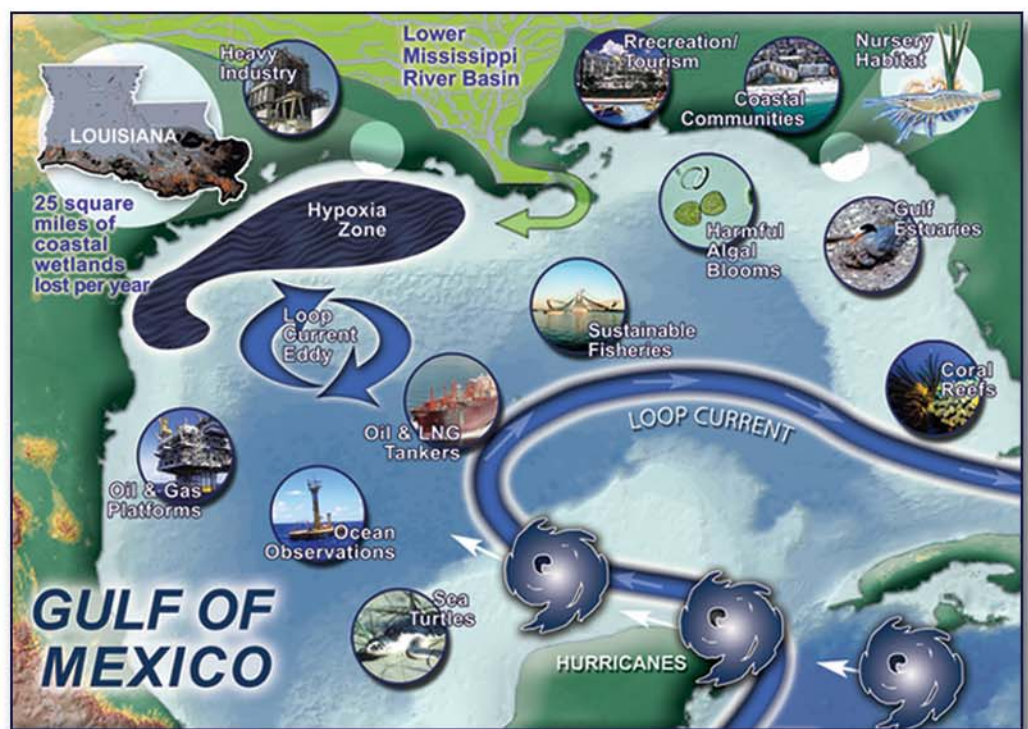 Heavy
Industry
Lower
Mississippi
River Basin
Rrecreation/
Tourism
Coastal
Communities
Nursery
Habitat
LOUISIANA
25 square
miles of
coastal
wetlands
lost per year
Hypoxia
Zone
Harmful
Algal
Blooms
Gulf
Estuaries
Loop
Current
Eddy
Sustainable
Fisheries
Coral
Reefs
Oil & LNG
Tankers
LOOP CURRENT
Oil & Gas
Platforms
Ocean
Observations
Sea
Turtles
HURRICANES
GULF OF
MEXICO